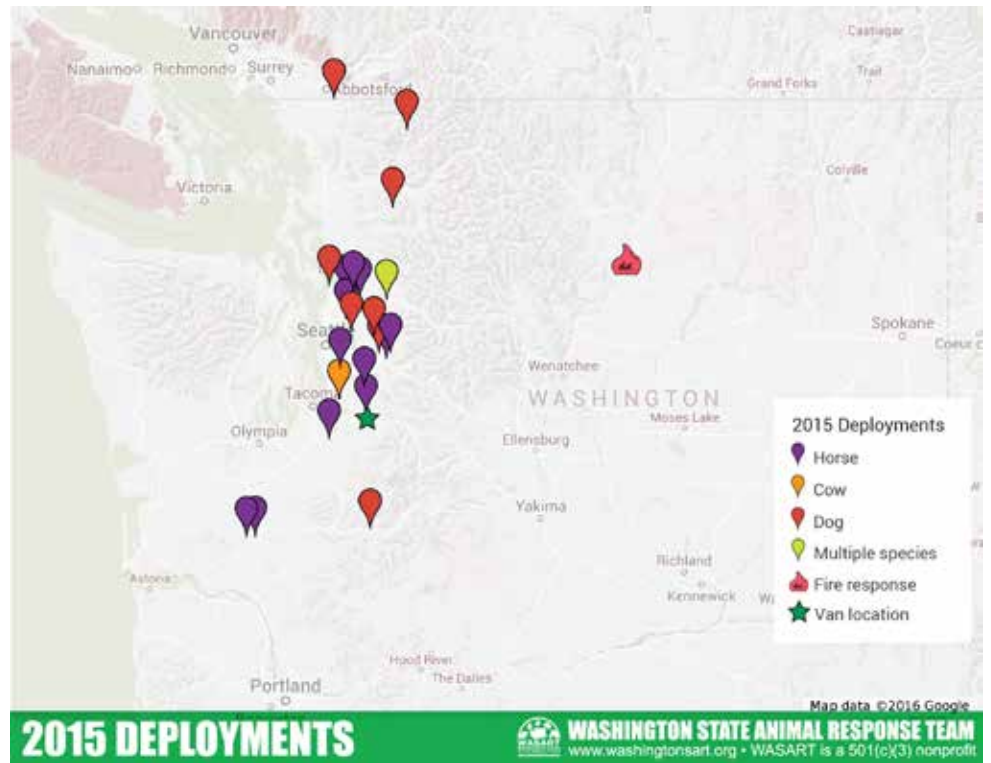 Vancouver
Castlegar
Nanaimo
Richmond
Surrey
Trail
Grand Forks
Abbotsford
Colville
Victoria
Spokane
Seattle
Coeur d
Wenatchee
WASHINGTON
Tacoma
Moses Lake
Olympia
Ellensburg
Yakima
Richland
Kennewick
Astoria
Hood River
The Dalles
Portland
2015 Deployments
Horse
Cow
Dog
Multiple species
Fire response
Van location
Map data ©2016 Google
2015 DEPLOYMENTS
WASART
WASHINGTON STATE ANIMAL RESPONSE TEAM
www.washingtonsart.org • WASART is a 501(c)(3) nonprofit